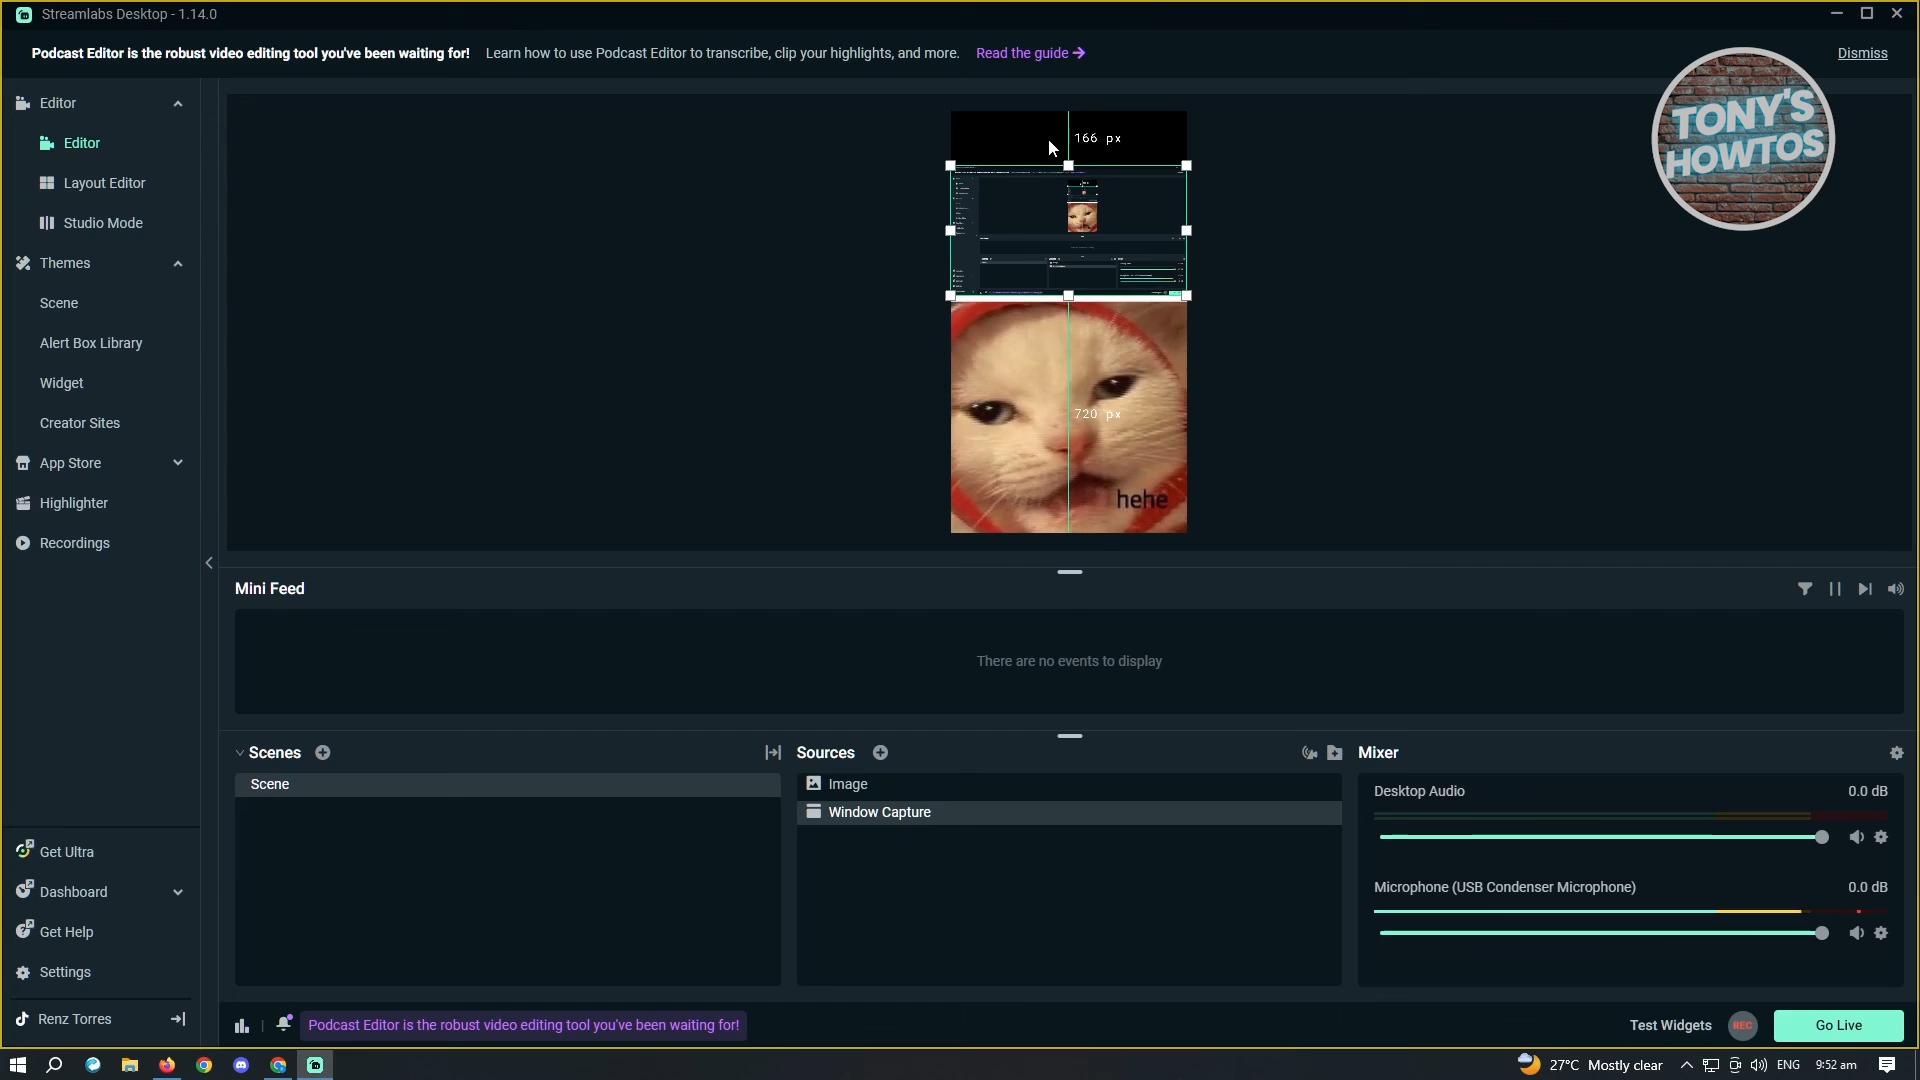 Streamlabs Desktop - 1.14.0
Podcast Editor is the robust video editing tool you've been waiting for! Learn how to use Podcast Editor to transcribe, clip your highlights, and more. Read the guide Dismiss
TONY'S
HOWTOS
Editor
Editor
Layout Editor
Studio Mode
Themes
Scene
Alert Box Library
Widget
Creator Sites
App Store
Highlighter
Recordings
166 px
720 px
hehe
Mini Feed
There are no events to display
Scenes
Scene
Sources
Image
Window Capture
Mixer
Desktop Audio 0.0 dB
Microphone (USB Condenser Microphone) 0.0 dB
Get Ultra
Dashboard
Get Help
Settings
Renz Torres
Podcast Editor is the robust video editing tool you've been waiting for!
Test Widgets REC Go Live
27°C Mostly clear ENG 9:52 am